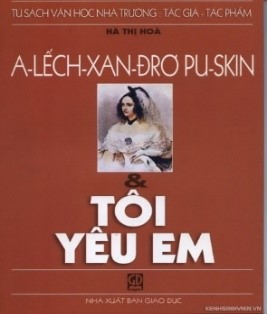 TỦ SÁCH VĂN HỌC NHÀ TRƯỜNG - TÁC GIẢ - TÁC PHẨM
HÀ THỊ HOÀ
A-LẾCH-XAN-ĐRƠ PU-SKIN
&
TÔI
YÊU EM
NHÀ XUẤT BẢN GIÁO DỤC